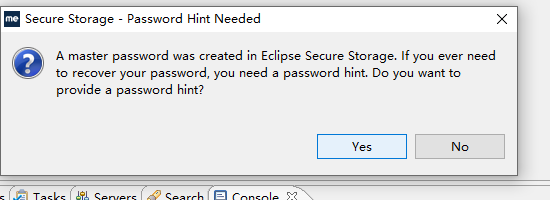 me Secure Storage - Password Hint Needed
A master password was created in Eclipse Secure Storage. If you ever need
to recover your password, you need a password hint. Do you want to
provide a password hint?
Yes No
s Tasks Servers Search Console